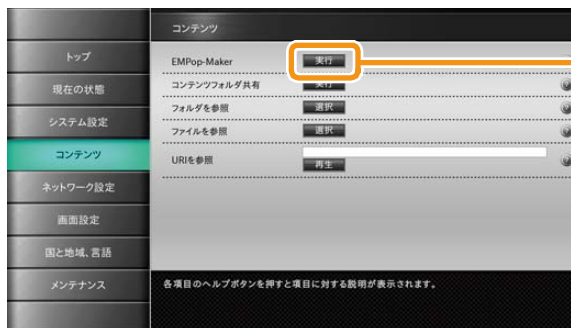 コンテンツ
トップ
現在の状態
システム設定
コンテンツ
ネットワーク設定
画面設定
国と地域、言語
メンテナンス
EMPop-Maker 実行
コンテンツフォルダ共有 実行
フォルダを参照 選択
ファイルを参照 選択
URIを参照
再生
各項目のヘルプボタンを押すと項目に対する説明が表示されます。